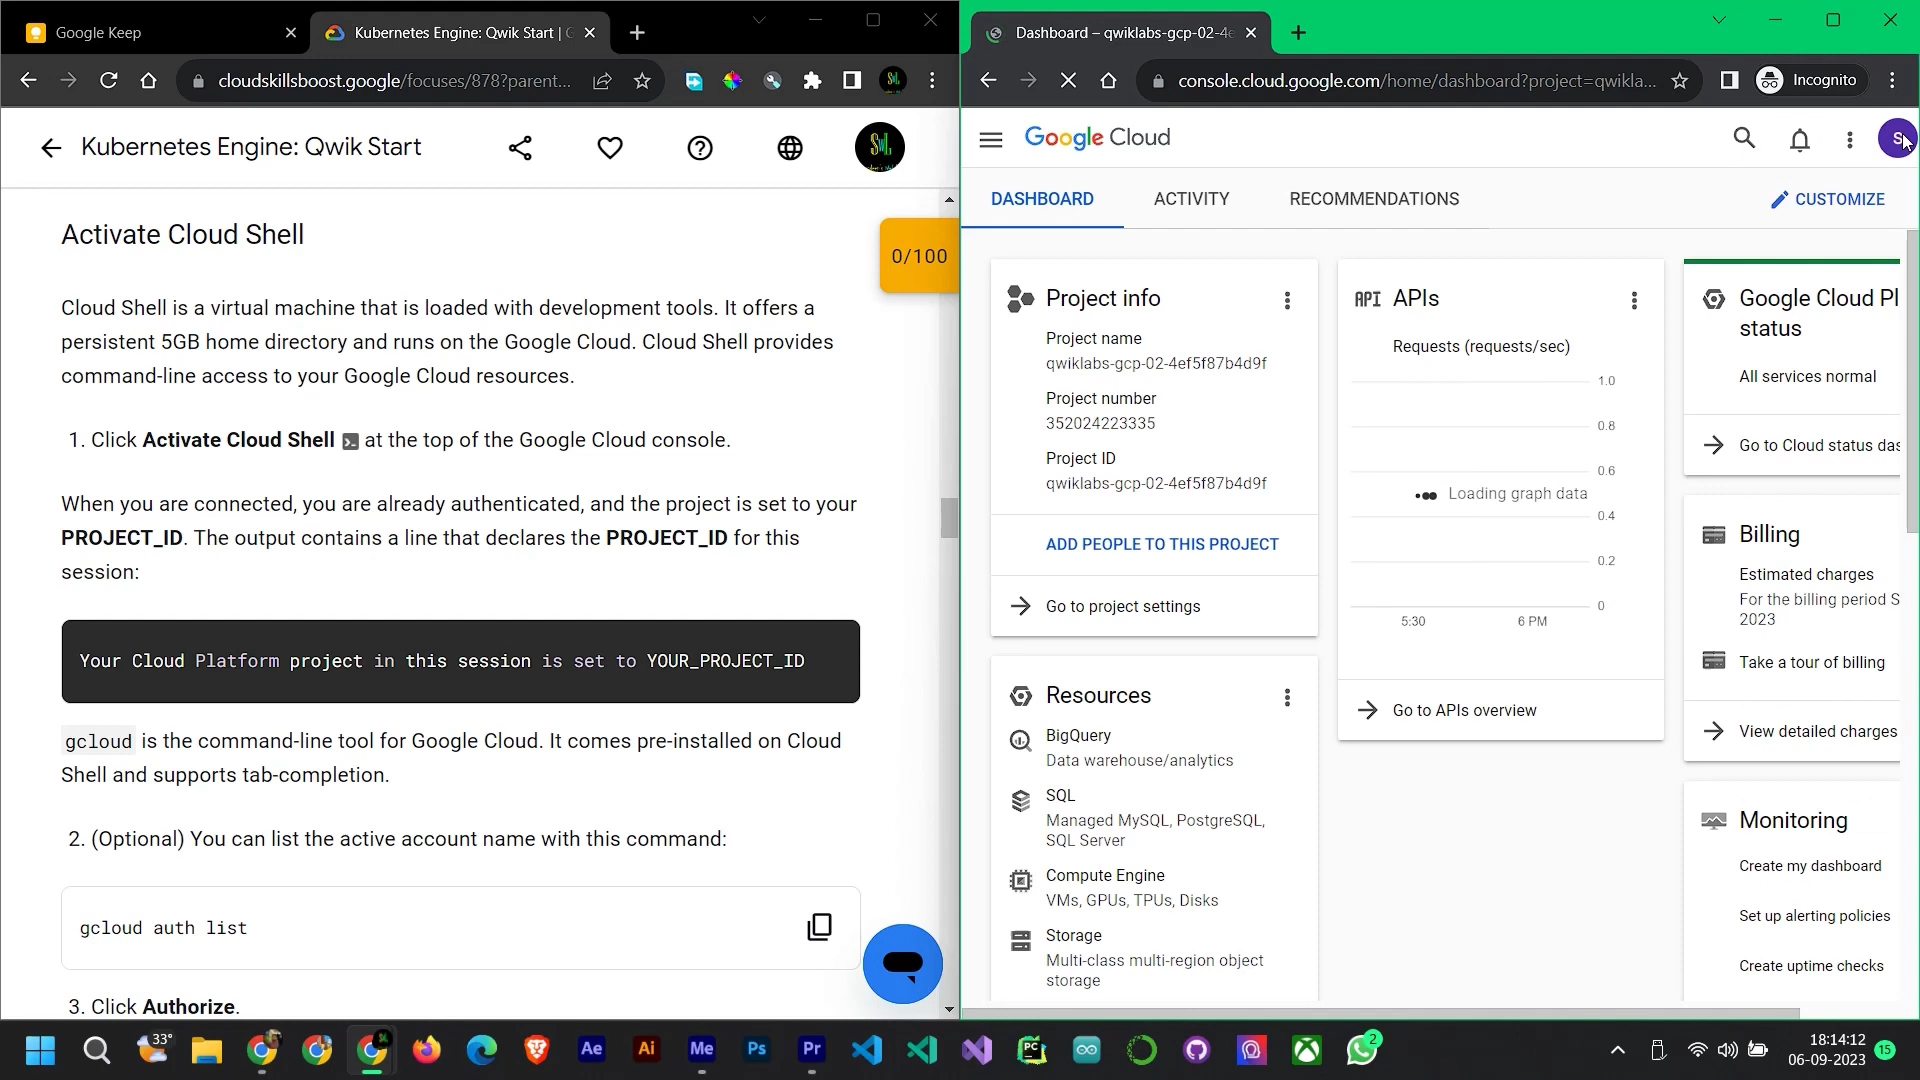 Google Keep
Kubernetes Engine: Qwik Start | G
cloudskillsboost.google/focuses/878?parent...
Kubernetes Engine: Qwik Start
Activate Cloud Shell
0/100
Cloud Shell is a virtual machine that is loaded with development tools. It offers a
persistent 5GB home directory and runs on the Google Cloud. Cloud Shell provides
command-line access to your Google Cloud resources.
1. Click Activate Cloud Shell at the top of the Google Cloud console.
When you are connected, you are already authenticated, and the project is set to your
PROJECT_ID. The output contains a line that declares the PROJECT_ID for this
session:
Your Cloud Platform project in this session is set to YOUR_PROJECT_ID
gcloud is the command-line tool for Google Cloud. It comes pre-installed on Cloud
Shell and supports tab-completion.
2. (Optional) You can list the active account name with this command:
gcloud auth list
3. Click Authorize.
Dashboard – qwiklabs-gcp-02-4e
console.cloud.google.com/home/dashboard?project=qwikla...
Incognito
Google Cloud
S
DASHBOARD
ACTIVITY
RECOMMENDATIONS
CUSTOMIZE
Project info
Project name
qwiklabs-gcp-02-4ef5f87b4d9f
Project number
352024223335
Project ID
qwiklabs-gcp-02-4ef5f87b4d9f
ADD PEOPLE TO THIS PROJECT
Go to project settings
Resources
BigQuery
Data warehouse/analytics
SQL
Managed MySQL, PostgreSQL,
SQL Server
Compute Engine
VMs, GPUs, TPUs, Disks
Storage
Multi-class multi-region object
storage
API APIs
Requests (requests/sec)
1.0
0.8
0.6
Loading graph data
0.4
0.2
0
5:30
6 PM
Go to APIs overview
Google Cloud Pl
status
All services normal
Go to Cloud status das
Billing
Estimated charges
For the billing period S
2023
Take a tour of billing
View detailed charges
Monitoring
Create my dashboard
Set up alerting policies
Create uptime checks
33°
Ae
Ai
Me
Ps
Pr
PC
2
18:14:12
06-09-2023
15